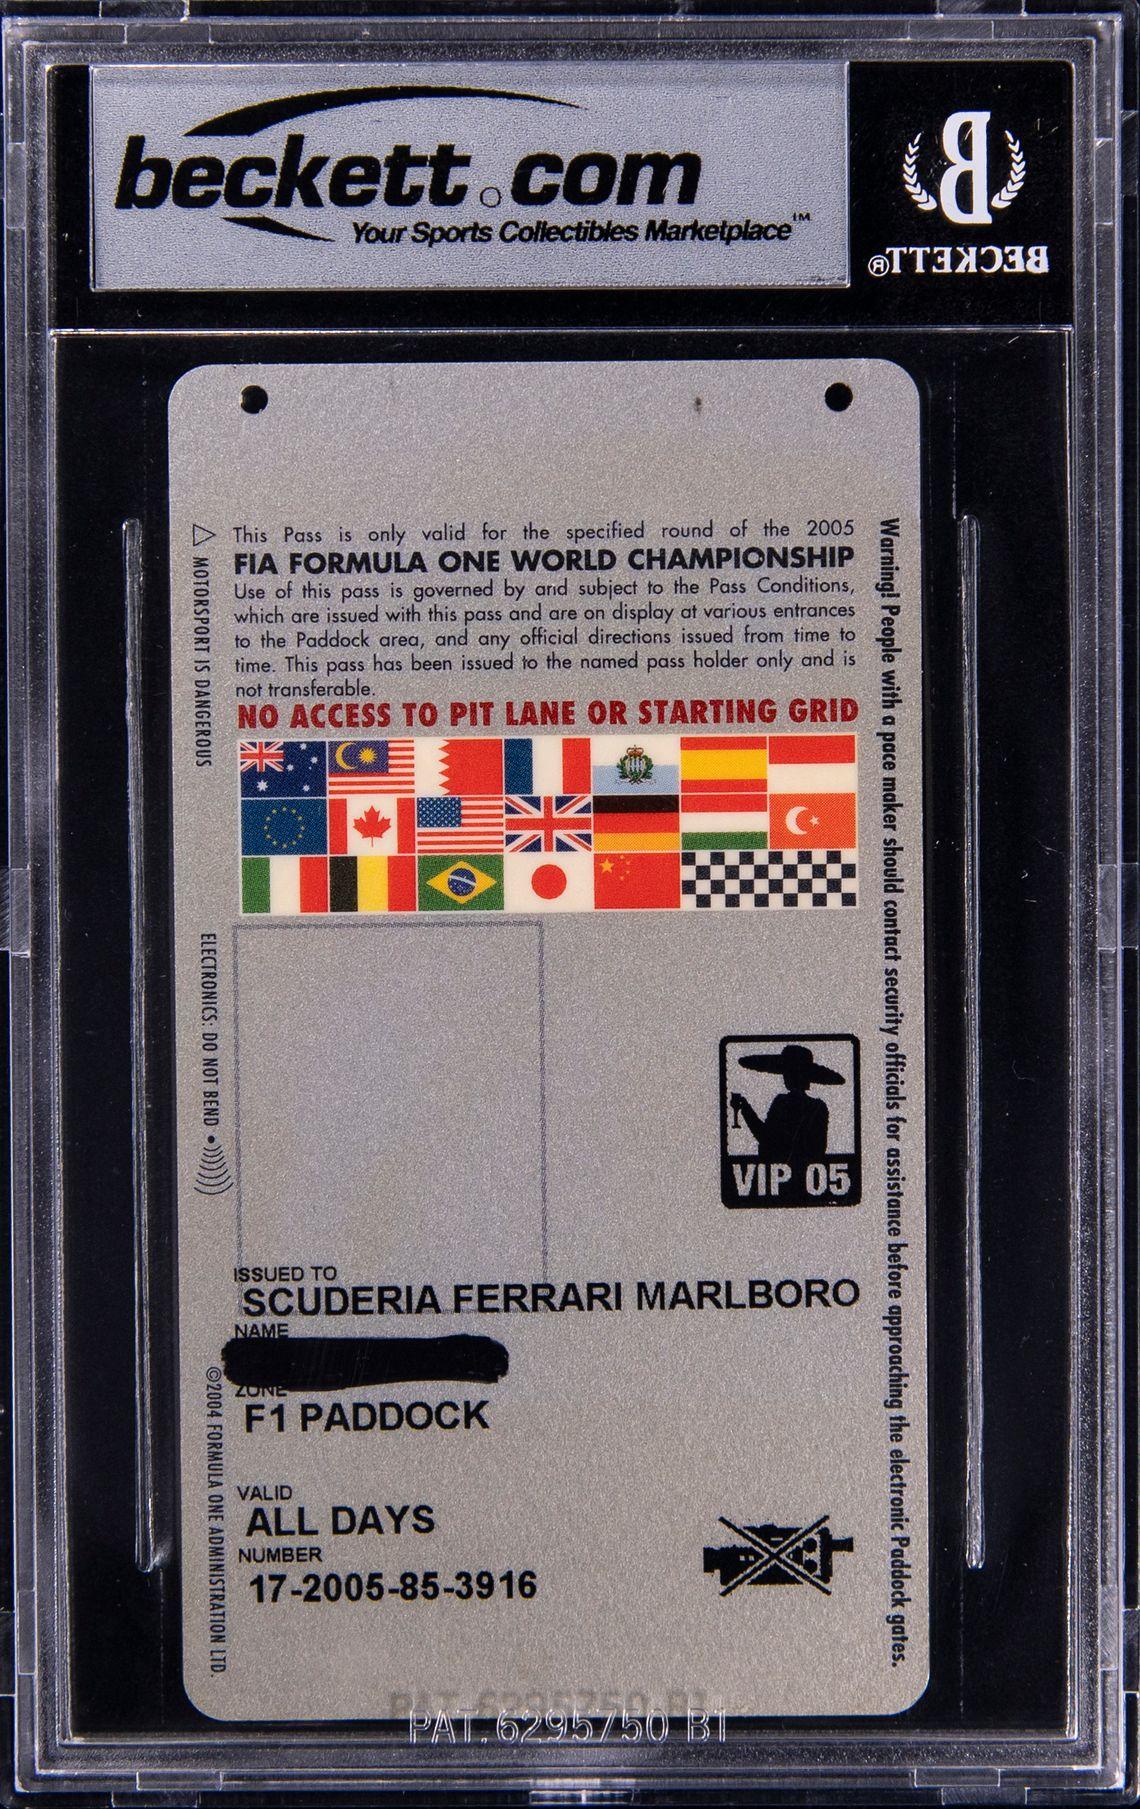 beckett.com
Your Sports Collectibles Marketplace™
BECKETT®
This Pass is only valid for the specified round of the 2005
FIA FORMULA ONE WORLD CHAMPIONSHIP
Use of this pass is governed by and subject to the Pass Conditions,
which are issued with this pass and are on display at various entrances
to the Paddock area, and any official directions issued from time to
time. This pass has been issued to the named pass holder only and is
not transferable.
NO ACCESS TO PIT LANE OR STARTING GRID
MOTORSPORT IS DANGEROUS
ELECTRONICS: DO NOT BEND
©2004 FORMULA ONE ADMINISTRATION LTD.
Warning! People with a pace maker should contact security officials for assistance before approaching the electronic Paddock gates.
VIP 05
ISSUED TO
SCUDERIA FERRARI MARLBORO
NAME
ZONE
F1 PADDOCK
VALID
ALL DAYS
NUMBER
17-2005-85-3916
PAT. 6295750 B1